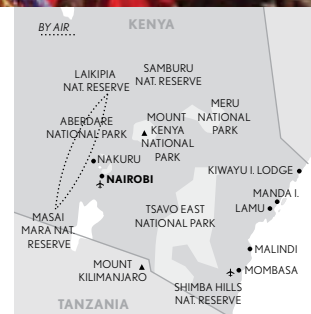 KENYA
BY AIR
SAMBURU
NAT. RESERVE
LAIKIPIA
NAT. RESERVE
MERU
NATIONAL
PARK
ABERDARE
NATIONAL PARK
MOUNT
KENYA
NATIONAL
PARK
NAKURU
NAIROBI
KIWAYU I. LODGE
MANDA I.
LAMU
MASAI
MARA NAT.
RESERVE
TSAVO EAST
NATIONAL PARK
MALINDI
MOUNT
KILIMANJARO
MOMBASA
SHIMBA HILLS
NAT. RESERVE
TANZANIA